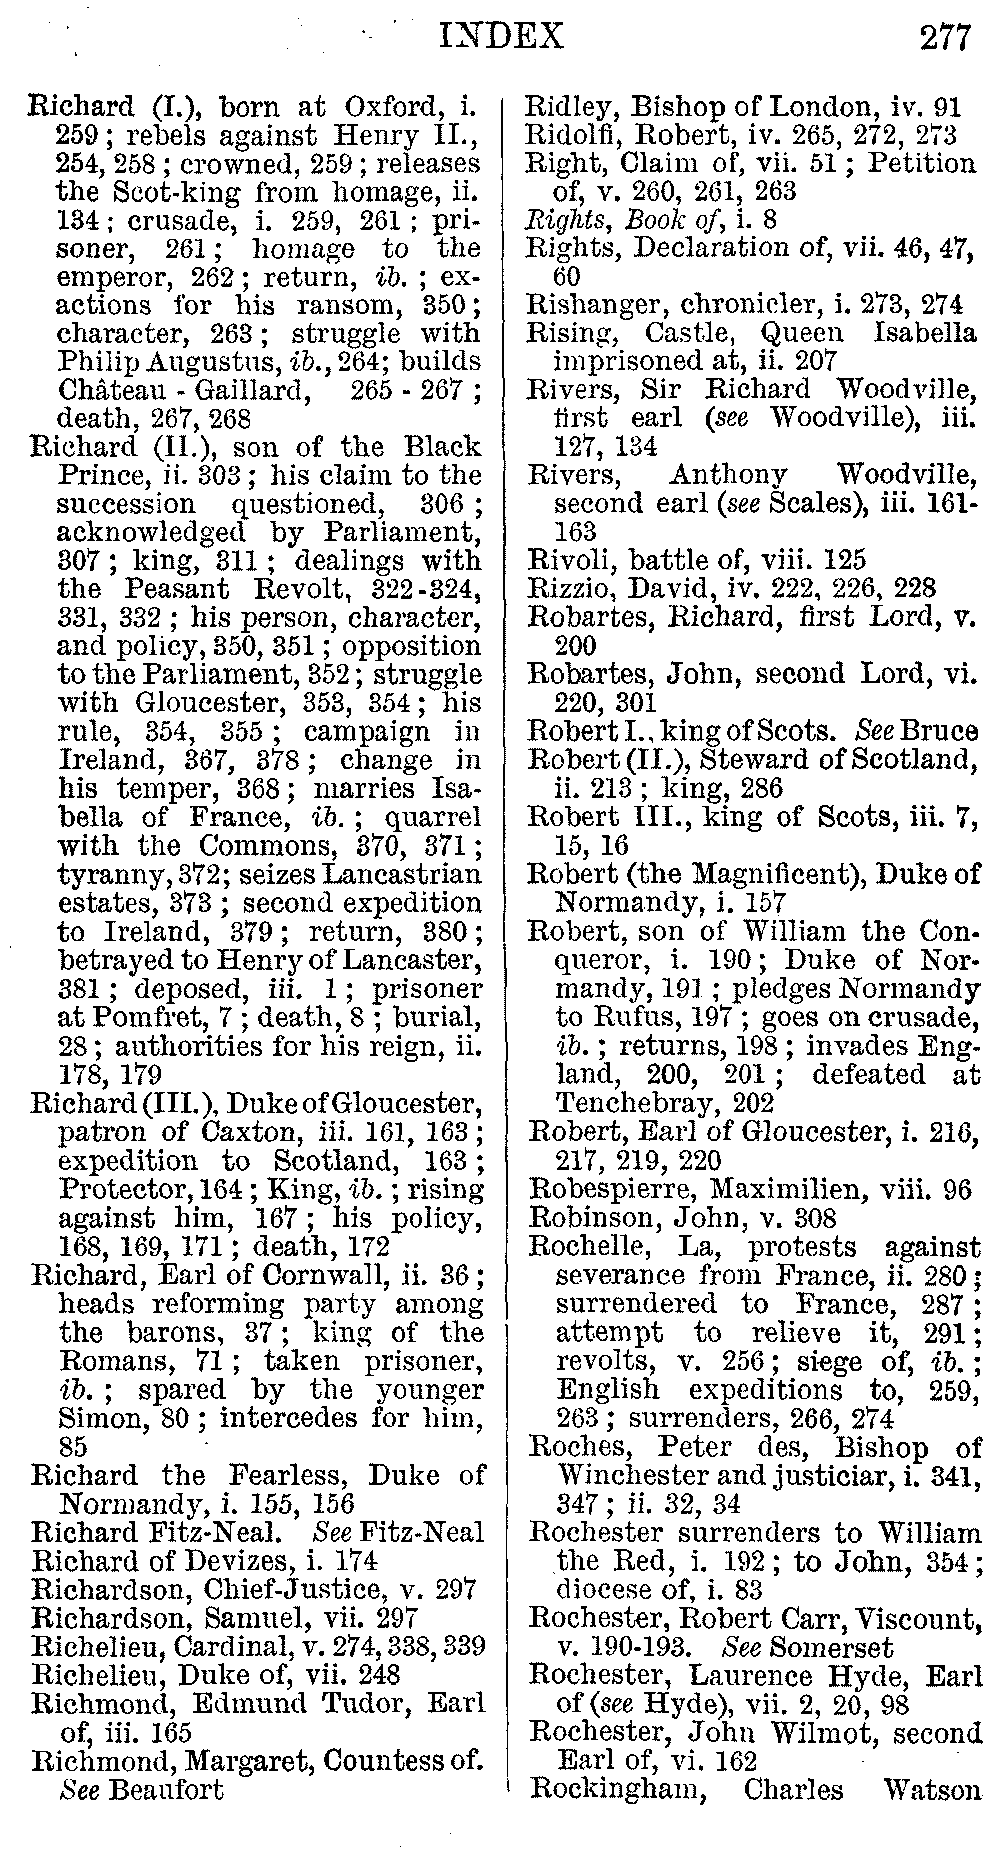 INDEX 277
Richard (I.), born at Oxford, i.
259 ; rebels against Henry II.,
254, 258 ; crowned, 259 ; releases
the Scot-king from homage, ii.
134 ; crusade, i. 259, 261 ; pri-
soner, 261 ; homage to the
emperor, 262 ; return, ib. ; ex-
actions for his ransom, 350 ;
character, 263 ; struggle with
Philip Augustus, ib., 264; builds
Château - Gaillard, 265 - 267 ;
death, 267, 268
Richard (II.), son of the Black
Prince, ii. 303 ; his claim to the
succession questioned, 306 ;
acknowledged by Parliament,
307 ; king, 311 ; dealings with
the Peasant Revolt, 322-324,
331, 332 ; his person, character,
and policy, 350, 351 ; opposition
to the Parliament, 352 ; struggle
with Gloucester, 353, 354 ; his
rule, 354, 355 ; campaign in
Ireland, 367, 378 ; change in
his temper, 368 ; marries Isa-
bella of France, ib. ; quarrel
with the Commons, 370, 371 ;
tyranny, 372; seizes Lancastrian
estates, 373 ; second expedition
to Ireland, 379 ; return, 380 ;
betrayed to Henry of Lancaster,
381 ; deposed, iii. 1 ; prisoner
at Pomfret, 7 ; death, 8 ; burial,
28 ; authorities for his reign, ii.
178, 179
Richard (III.), Duke of Gloucester,
patron of Caxton, iii. 161, 163 ;
expedition to Scotland, 163 ;
Protector, 164 ; King, ib. ; rising
against him, 167 ; his policy,
168, 169, 171 ; death, 172
Richard, Earl of Cornwall, ii. 36 ;
heads reforming party among
the barons, 37 ; king of the
Romans, 71 ; taken prisoner,
ib. ; spared by the younger
Simon, 80 ; intercedes for him,
85
Richard the Fearless, Duke of
Normandy, i. 155, 156
Richard Fitz-Neal. See Fitz-Neal
Richard of Devizes, i. 174
Richardson, Chief-Justice, v. 297
Richardson, Samuel, vii. 297
Richelieu, Cardinal, v. 274, 338, 339
Richelieu, Duke of, vii. 248
Richmond, Edmund Tudor, Earl
of, iii. 165
Richmond, Margaret, Countess of.
See Beaufort
Ridley, Bishop of London, iv. 91
Ridolfi, Robert, iv. 265, 272, 273
Right, Claim of, vii. 51 ; Petition
of, v. 260, 261, 263
Rights, Book of, i. 8
Rights, Declaration of, vii. 46, 47,
60
Rishanger, chronicler, i. 273, 274
Rising, Castle, Queen Isabella
imprisoned at, ii. 207
Rivers, Sir Richard Woodville,
first earl (see Woodville), iii.
127, 134
Rivers, Anthony Woodville,
second earl (see Scales), iii. 161-
163
Rivoli, battle of, viii. 125
Rizzio, David, iv. 222, 226, 228
Robartes, Richard, first Lord, v.
200
Robartes, John, second Lord, vi.
220, 301
Robert I., king of Scots. See Bruce
Robert (II.), Steward of Scotland,
ii. 213 ; king, 286
Robert III., king of Scots, iii. 7,
15, 16
Robert (the Magnificent), Duke of
Normandy, i. 157
Robert, son of William the Con-
queror, i. 190 ; Duke of Nor-
mandy, 191 ; pledges Normandy
to Rufus, 197 ; goes on crusade,
ib. ; returns, 198 ; invades Eng-
land, 200, 201 ; defeated at
Tenchebray, 202
Robert, Earl of Gloucester, i. 216,
217, 219, 220
Robespierre, Maximilien, viii. 96
Robinson, John, v. 308
Rochelle, La, protests against
severance from France, ii. 280 ;
surrendered to France, 287 ;
attempt to relieve it, 291 ;
revolts, v. 256 ; siege of, ib. ;
English expeditions to, 259,
263 ; surrenders, 266, 274
Roches, Peter des, Bishop of
Winchester and justiciar, i. 341,
347 ; ii. 32, 34
Rochester surrenders to William
the Red, i. 192 ; to John, 354 ;
diocese of, i. 83
Rochester, Robert Carr, Viscount,
v. 190-193. See Somerset
Rochester, Laurence Hyde, Earl
of (see Hyde), vii. 2, 20, 98
Rochester, John Wilmot, second
Earl of, vi. 162
Rockingham, Charles Watson